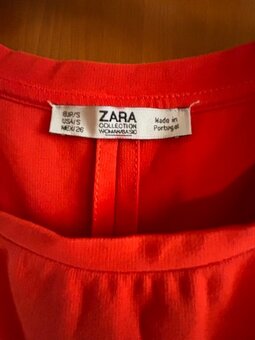 EUR/S
USA/S
MEX/26
ZARA
COLLECTION
WOMAN/BASIC
Made in
Portugal